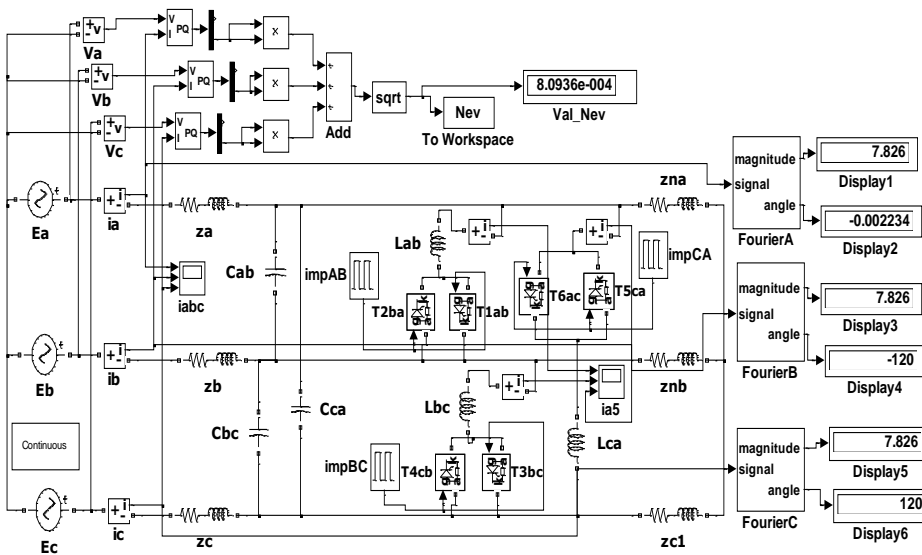 V
I
PQ
Va
V
I
PQ
Vb
V
I
PQ
Vc
x
x
x
Add
sqrt
Nev
To Workspace
8.0936e-004
Val_Nev
Ea
ia
za
zna
magnitude
signal
angle
FourierA
7.826
Display1
-0.002234
Display2
iabc
Cab
impAB
Lab
T2ba
T1ab
T6ac
T5ca
impCA
magnitude
signal
angle
FourierB
7.826
Display3
-120
Display4
Eb
ib
zb
znb
ia5
Continuous
Cbc
Cca
Lbc
Lca
impBC
T4cb
T3bc
magnitude
signal
angle
FourierC
7.826
Display5
120
Display6
Ec
ic
zc
zc1